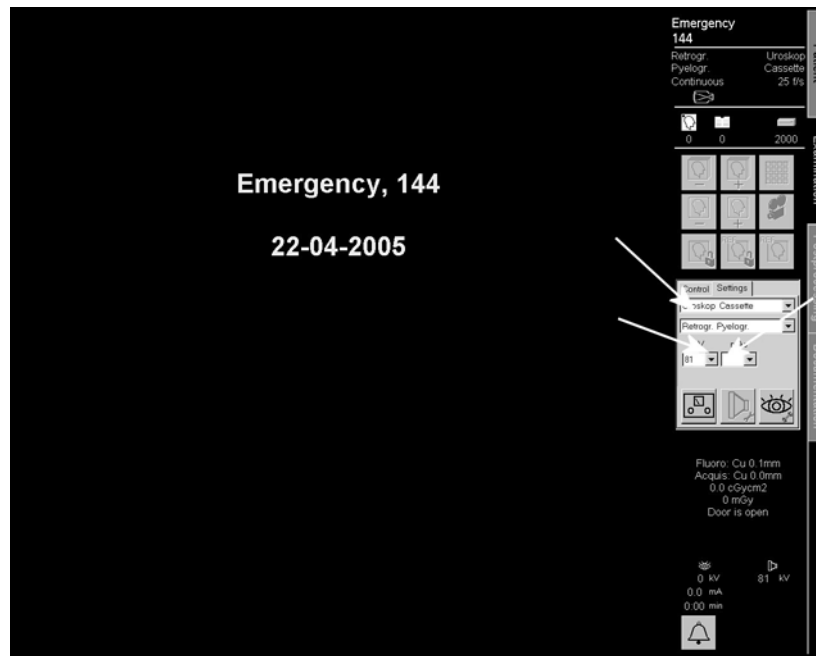 Emergency
144
Retrogr. Uroskop
Pyelogr. Cassette
Continuous 25 f/s
0 0 2000
Emergency, 144
22-04-2005
Control Settings
Uroskop Cassette
Retrogr. Pyelogr.
81
Fluoro: Cu 0.1mm
Acquis: Cu 0.0mm
0.0 cGycm2
0 mGy
Door is open
0 kV 81 kV
0.0 mA
0:00 min